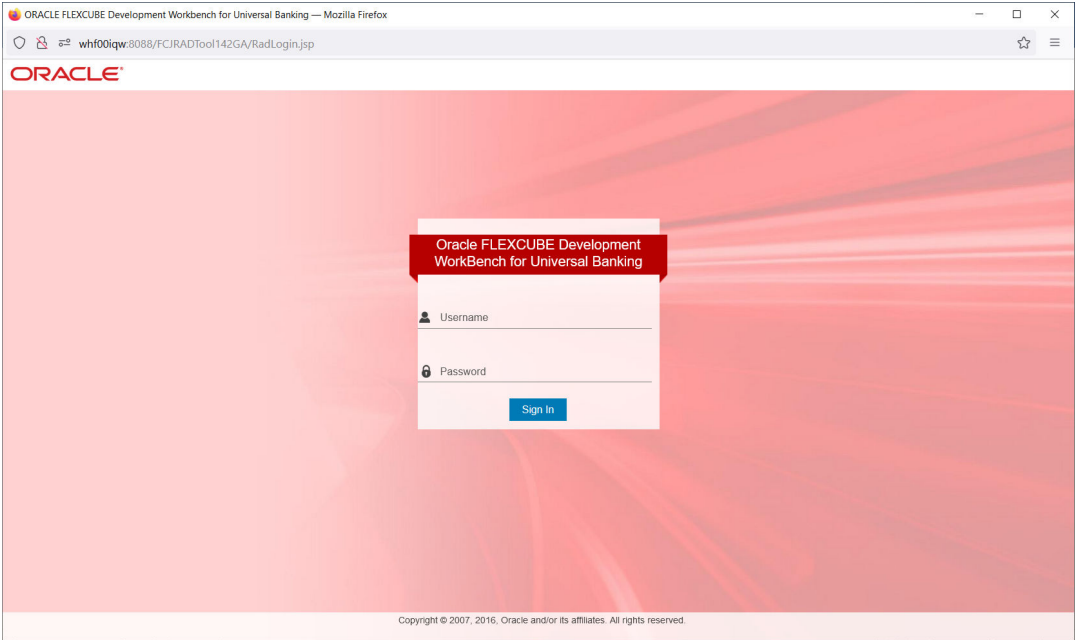 ORACLE FLEXCUBE Development Workbench for Universal Banking — Mozilla Firefox
whf00iqw:8088/FCJRADTool142GA/RadLogin.jsp
ORACLE®
Oracle FLEXCUBE Development
WorkBench for Universal Banking
Username
Password
Sign In
Copyright © 2007, 2016, Oracle and/or its affiliates. All rights reserved.